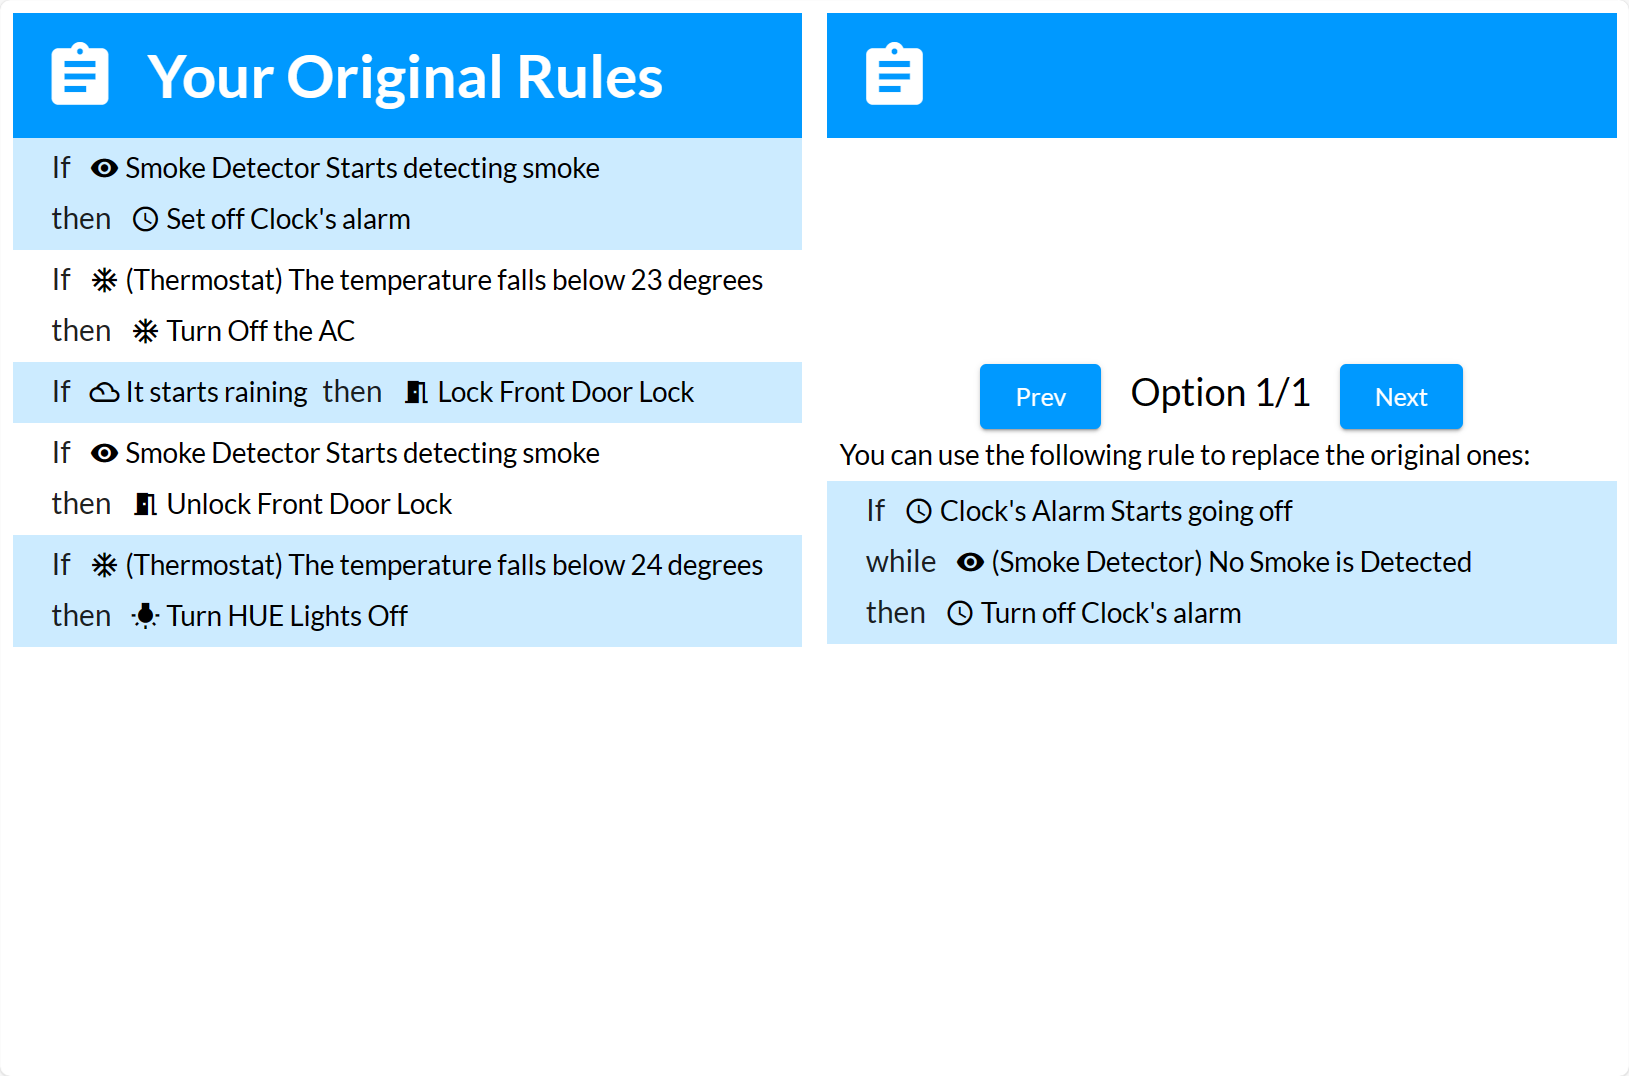 Your Original Rules
If Smoke Detector Starts detecting smoke
then Set off Clock's alarm
If (Thermostat) The temperature falls below 23 degrees
then Turn Off the AC
If It starts raining then Lock Front Door Lock
If Smoke Detector Starts detecting smoke
then Unlock Front Door Lock
If (Thermostat) The temperature falls below 24 degrees
then Turn HUE Lights Off
Prev Option 1/1 Next
You can use the following rule to replace the original ones:
If Clock's Alarm Starts going off
while (Smoke Detector) No Smoke is Detected
then Turn off Clock's alarm